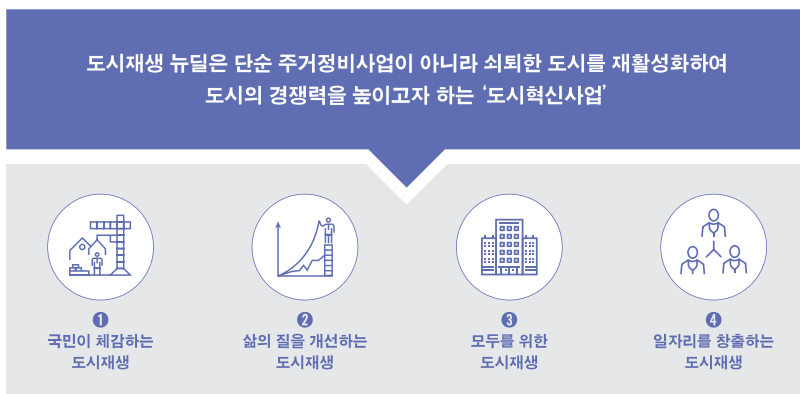 도시재생 뉴딜은 단순 주거정비사업이 아니라 쇠퇴한 도시를 재활성화하여
도시의 경쟁력을 높이고자 하는 ‘도시혁신사업’
1
국민이 체감하는
도시재생
2
삶의 질을 개선하는
도시재생
3
모두를 위한
도시재생
4
일자리를 창출하는
도시재생